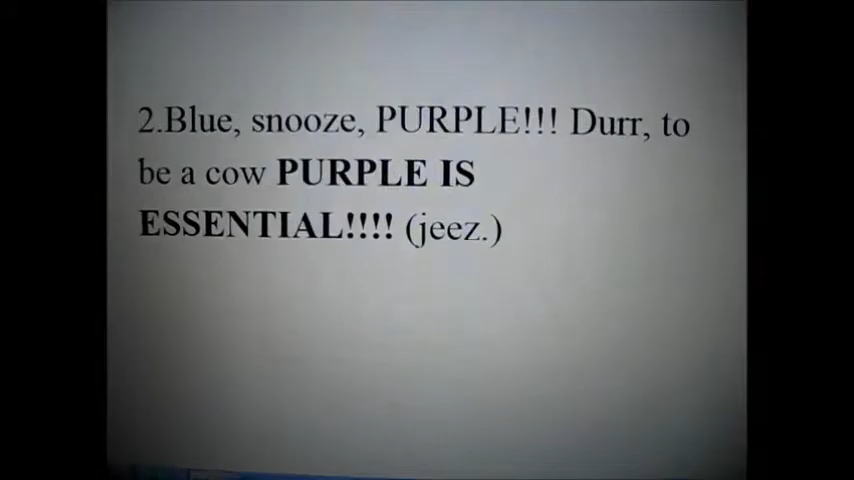 2.Blue, snooze, PURPLE!!! Durr, to
be a cow PURPLE IS
ESSENTIAL!!!! (jeez.)